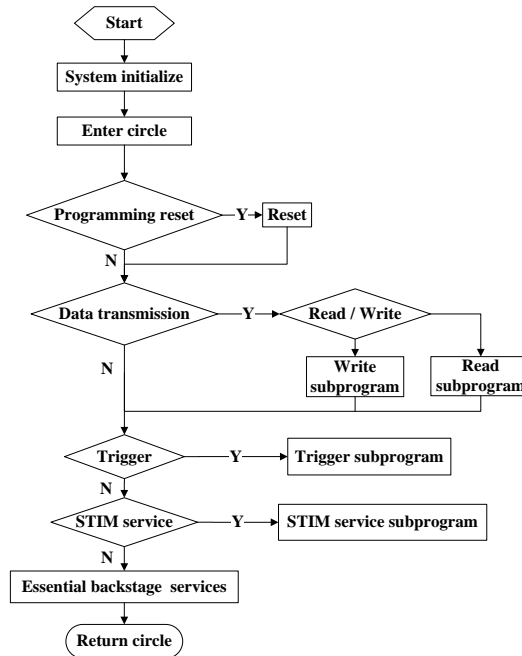 Start
System initialize
Enter circle
Programming reset
Y
Reset
N
Data transmission
Y
Read / Write
N
Write
subprogram
Read
subprogram
Trigger
Y
Trigger subprogram
N
STIM service
Y
STIM service subprogram
N
Essential backstage services
Return circle